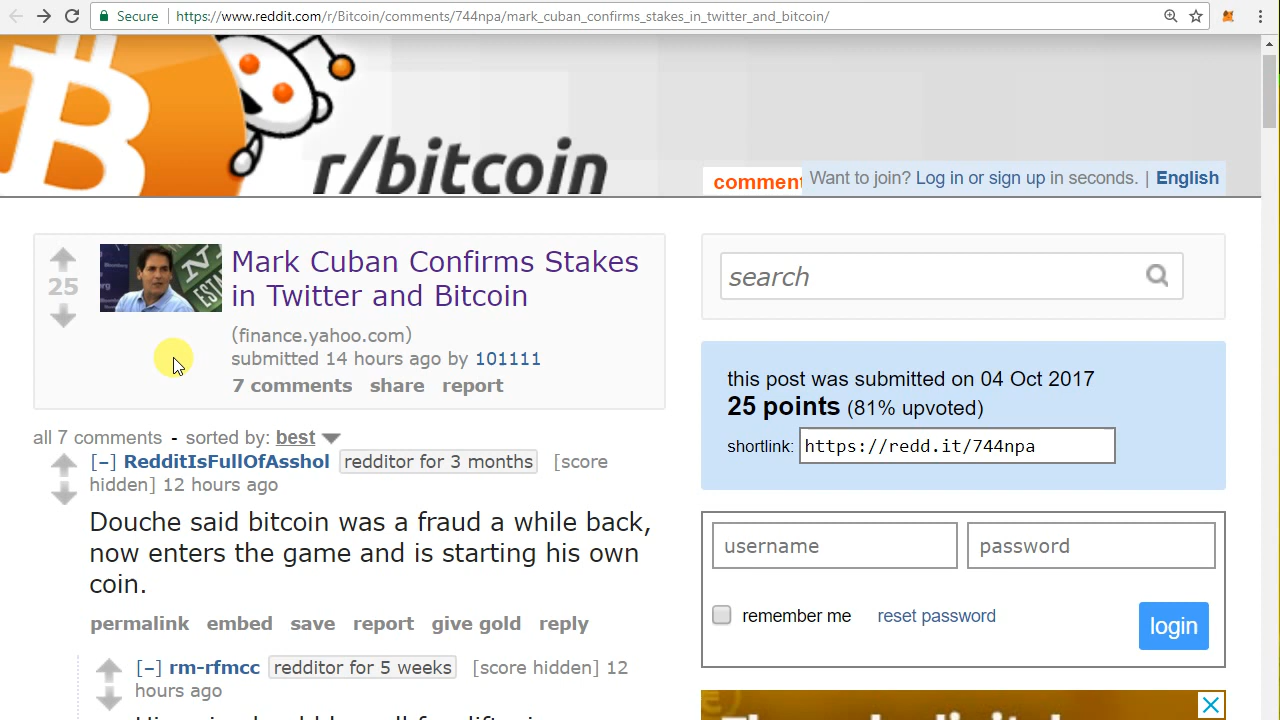 Secure
https://www.reddit.com/r/Bitcoin/comments/744npa/mark_cuban_confirms_stakes_in_twitter_and_bitcoin/
r/bitcoin
comment
Want to join? Log in or sign up in seconds. | English
25
Mark Cuban Confirms Stakes
in Twitter and Bitcoin
(finance.yahoo.com)
submitted 14 hours ago by 101111
7 comments share report
search
this post was submitted on 04 Oct 2017
25 points (81% upvoted)
shortlink: https://redd.it/744npa
username
password
remember me
reset password
login
all 7 comments - sorted by: best
[–] RedditIsFullOfAsshol redditor for 3 months [score
hidden] 12 hours ago
Douche said bitcoin was a fraud a while back,
now enters the game and is starting his own
coin.
permalink embed save report give gold reply
[–] rm-rfmcc redditor for 5 weeks [score hidden] 12
hours ago